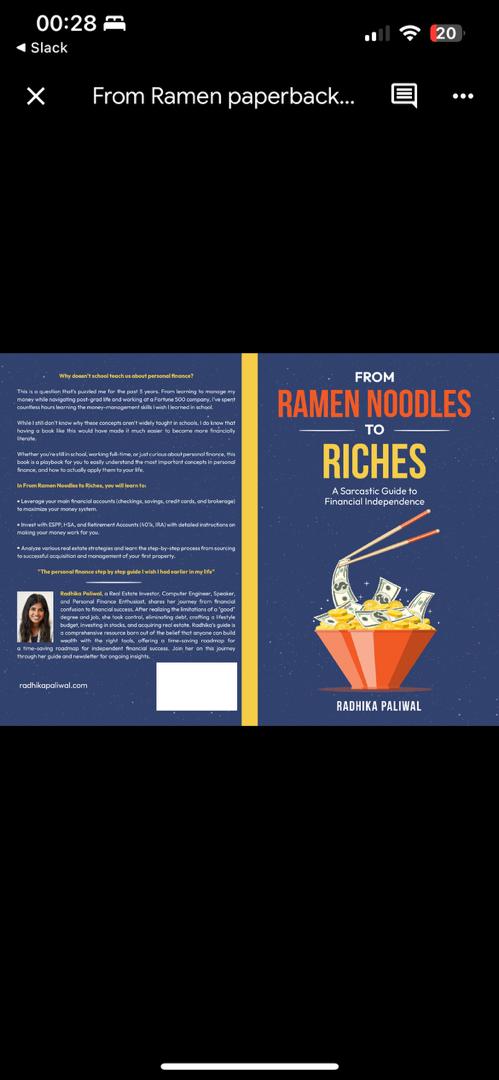 00:28
20
◀ Slack
From Ramen paperback...
Why doesn't school teach us about personal finance?
This is a question that's puzzled me for the past 5 years. From learning to manage my
money while navigating post-grad life and working at a Fortune 500 company, I've spent
countless hours learning the money-management skills I wish I learned in school.
While I still don't know why these concepts aren't widely taught in schools, I do know that
having a book like this would have made it much easier to become more financially
literate.
Whether you're still in school, working full-time, or just curious about personal finance, this
book is a playbook for you to easily understand the most important concepts in personal
finance, and how to actually apply them to your life.
In From Ramen Noodles to Riches, you will learn to:
• Leverage your main financial accounts (checkings, savings, credit cards, and brokerage)
to maximize your money system.
• Invest with ESPP, HSA, and Retirement Accounts (401k, IRA) with detailed instructions on
making your money work for you.
• Analyze various real estate strategies and learn the step-by-step process from sourcing
to successful acquisition and management of your first property.
"The personal finance step by step guide I wish I had earlier in my life"
Radhika Paliwal, a Real Estate Investor, Computer Engineer, Speaker,
and Personal Finance Enthusiast, shares her journey from financial
confusion to financial success. After realizing the limitations of a "good"
degree and job, she took control, eliminating debt, crafting a lifestyle
budget, investing in stocks, and acquiring real estate. Radhika's guide is
a comprehensive resource born out of the belief that anyone can build
wealth with the right tools, offering a time-saving roadmap for
a time-saving roadmap for independent financial success. Join her on this journey
through her guide and newsletter for ongoing insights.
radhikapaliwal.com
FROM
RAMEN NOODLES
TO
RICHES
A Sarcastic Guide to
Financial Independence
RADHIKA PALIWAL